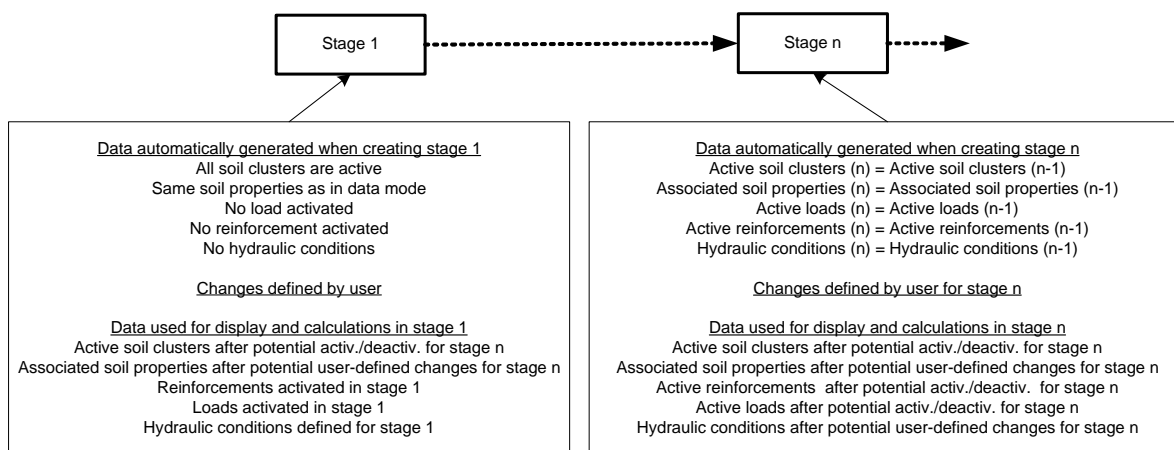 Stage 1
Stage n
Data automatically generated when creating stage 1
All soil clusters are active
Same soil properties as in data mode
No load activated
No reinforcement activated
No hydraulic conditions
Changes defined by user
Data used for display and calculations in stage 1
Active soil clusters after potential activ./deactiv. for stage n
Associated soil properties after potential user-defined changes for stage n
Reinforcements activated in stage 1
Loads activated in stage 1
Hydraulic conditions defined for stage 1
Data automatically generated when creating stage n
Active soil clusters (n) = Active soil clusters (n-1)
Associated soil properties (n) = Associated soil properties (n-1)
Active loads (n) = Active loads (n-1)
Active reinforcements (n) = Active reinforcements (n-1)
Hydraulic conditions (n) = Hydraulic conditions (n-1)
Changes defined by user for stage n
Data used for display and calculations in stage n
Active soil clusters after potential activ./deactiv. for stage n
Associated soil properties after potential user-defined changes for stage n
Active reinforcements after potential activ./deactiv. for stage n
Active loads after potential activ./deactiv. for stage n
Hydraulic conditions after potential user-defined changes for stage n